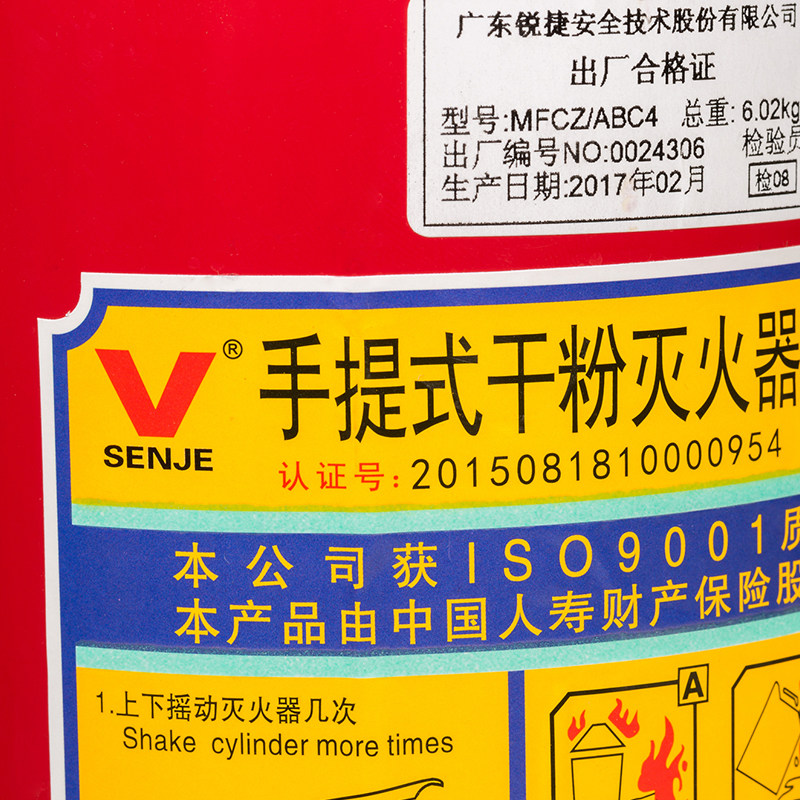 广东锐捷安全技术股份有限公司
出厂合格证
型号:MFCZ/ABC4 总重: 6.02kg
出厂编号NO:0024306 检验员
生产日期:2017年02月 检08
V®
SENJE
手提式干粉灭火器
认证号:2015081810000954
本公司获ISO9001质
本产品由中国人寿财产保险股
1.上下摇动灭火器几次
Shake cylinder more times
A